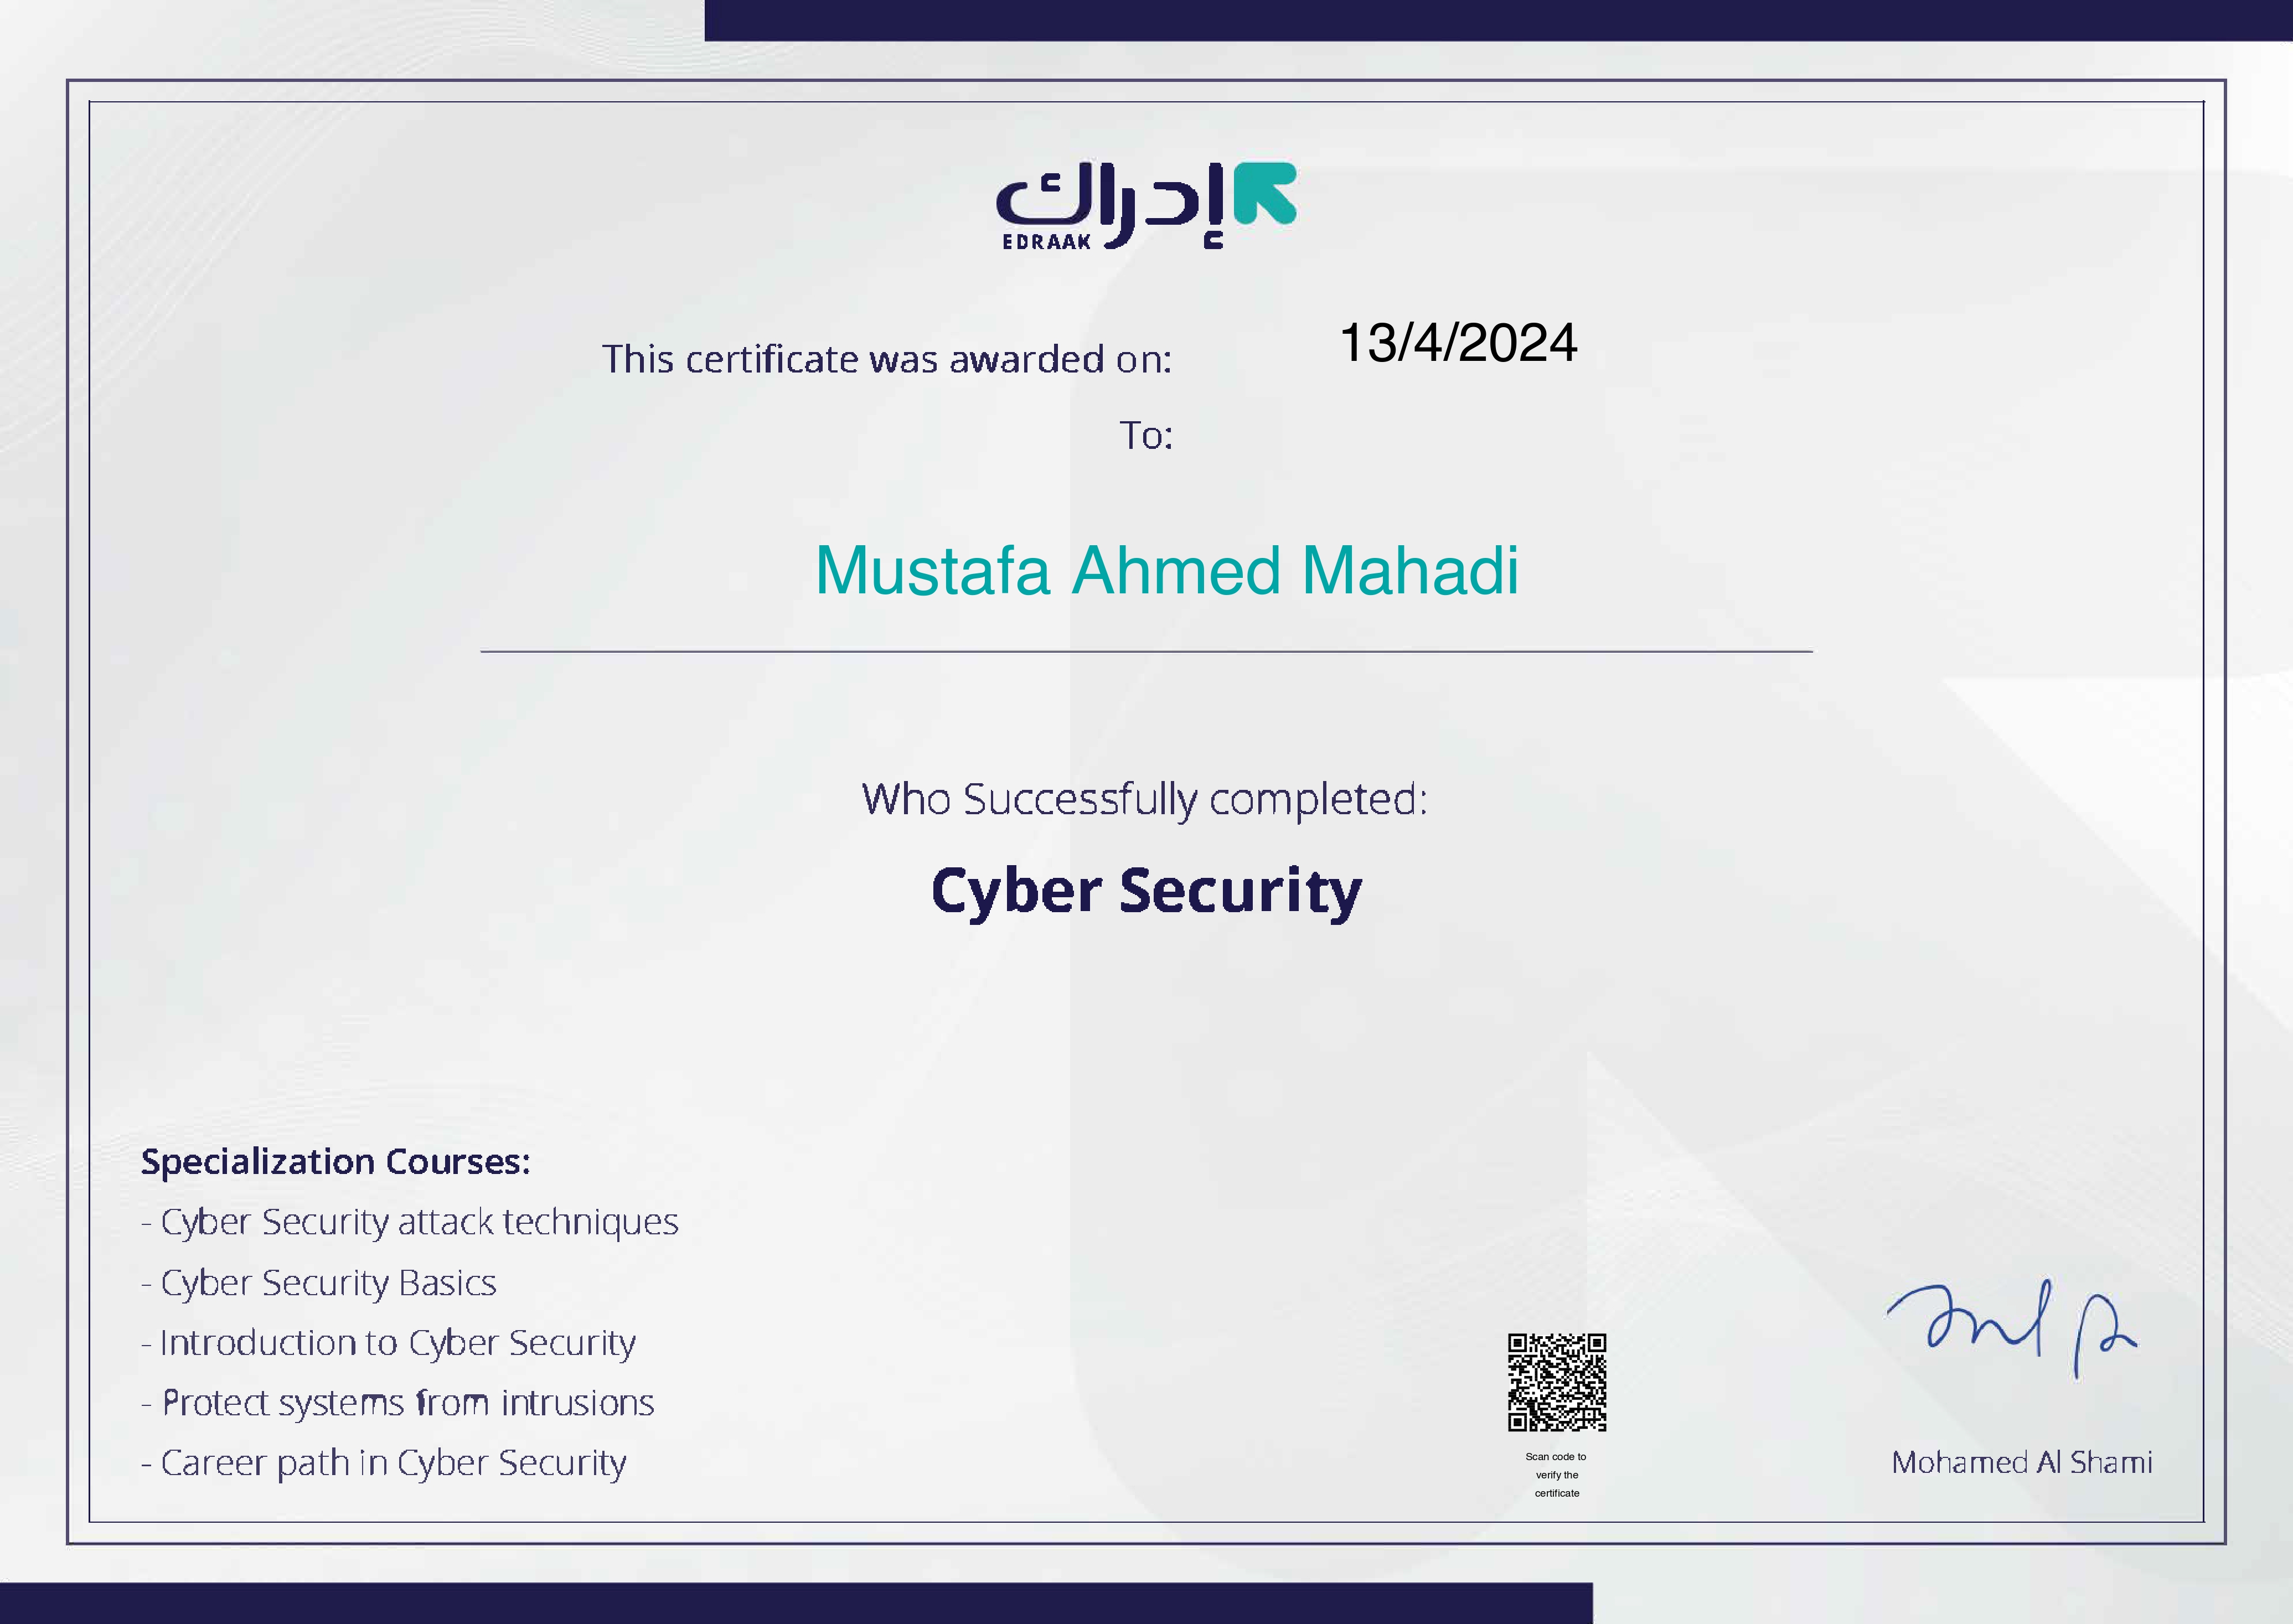 إدراك
EDRAAK
This certificate was awarded on: 13/4/2024
To:
Mustafa Ahmed Mahadi
Who Successfully completed:
Cyber Security
Specialization Courses:
- Cyber Security attack techniques
- Cyber Security Basics
- Introduction to Cyber Security
- Protect systems from intrusions
- Career path in Cyber Security
Scan code to
verify the
certificate
Mohamed Al Shami